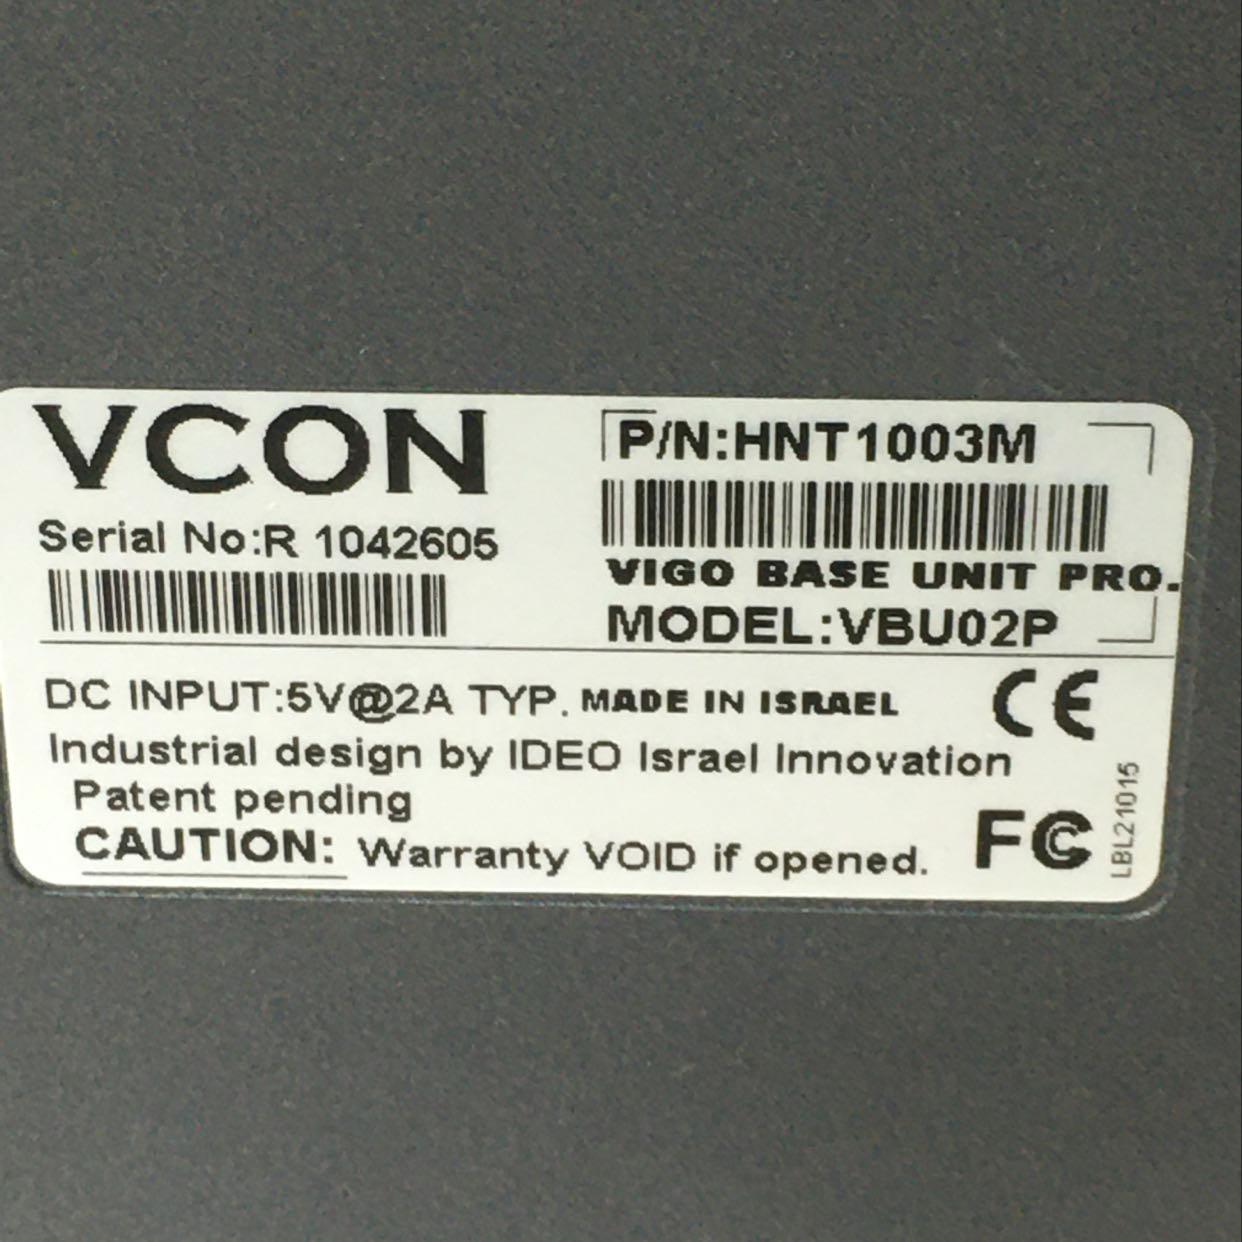 VCON
Serial No:R 1042605
P/N:HNT1003M
VIGO BASE UNIT PRO.
MODEL:VBU02P
DC INPUT:5V@2A TYP. MADE IN ISRAEL
CE
Industrial design by IDEO Israel Innovation
Patent pending
CAUTION: Warranty VOID if opened.
FC
LBL21015